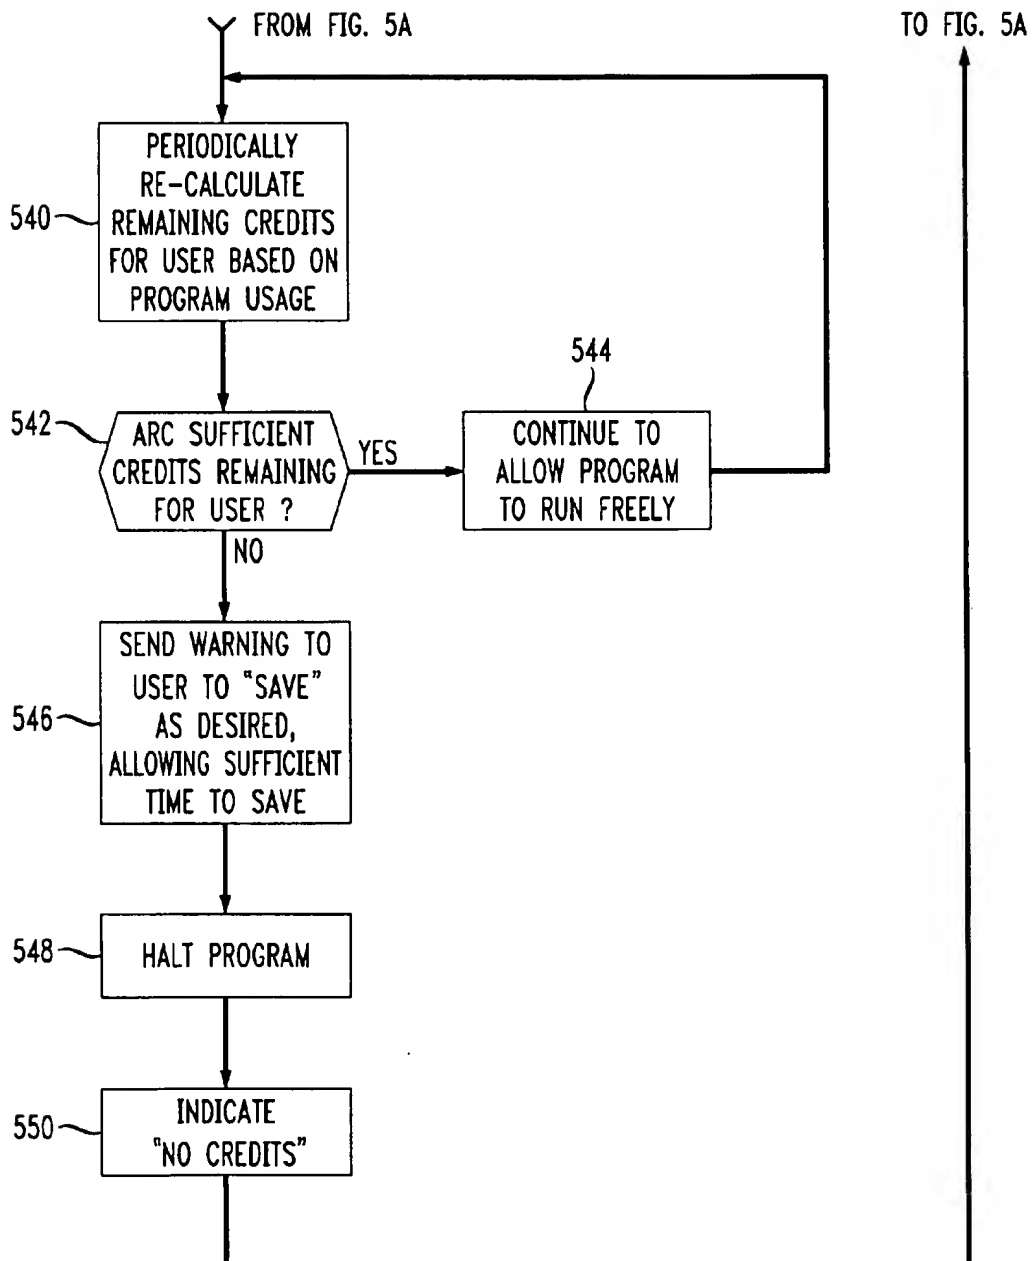 FROM FIG. 5A
TO FIG. 5A
540
PERIODICALLY
RE-CALCULATE
REMAINING CREDITS
FOR USER BASED ON
PROGRAM USAGE
542
ARC SUFFICIENT
CREDITS REMAINING
FOR USER ?
YES
NO
544
CONTINUE TO
ALLOW PROGRAM
TO RUN FREELY
546
SEND WARNING TO
USER TO "SAVE"
AS DESIRED,
ALLOWING SUFFICIENT
TIME TO SAVE
548
HALT PROGRAM
550
INDICATE
"NO CREDITS"